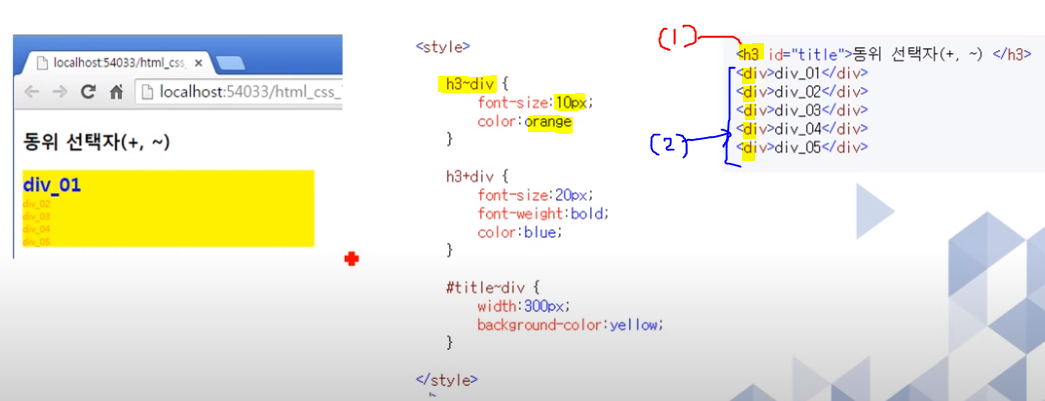 localhost:54033/html_css_
localhost:54033/html_css_
동위 선택자(+, ~)
div_01
div_02
div_03
div_04
div_05
<style>
h3~div {
font-size:10px;
color:orange
}
h3+div {
font-size:20px;
font-weight:bold;
color:blue;
}
#title~div {
width:300px;
background-color:yellow;
}
</style>
(1)
<h3 id="title">동위 선택자(+, ~) </h3>
<div>div_01</div>
<div>div_02</div>
(2)
<div>div_03</div>
<div>div_04</div>
<div>div_05</div>